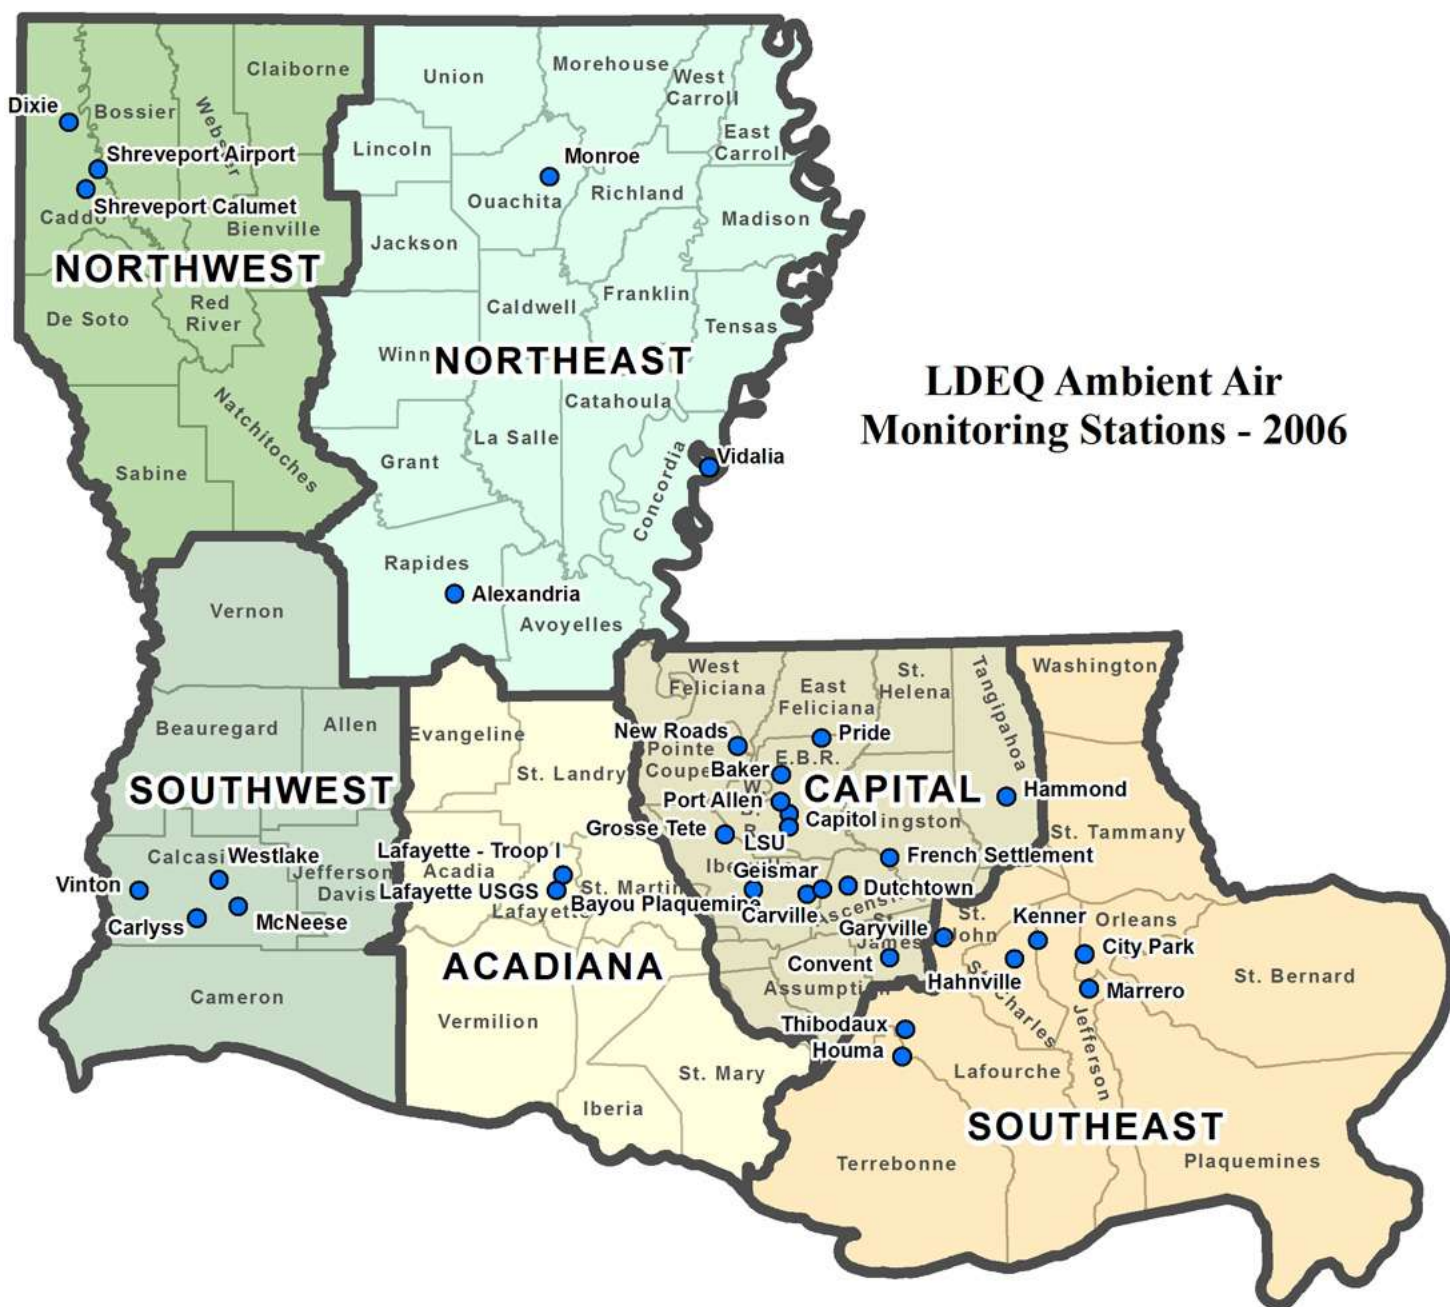 Claiborne
Union
Morehouse
West
Carroll
Dixie
Bossier
Webster
East
Carroll
Lincoln
Shreveport Airport
Monroe
Ouachita
Richland
Shreveport Calumet
Caddo
Bienville
Madison
Jackson
NORTHWEST
Red
River
De Soto
Caldwell
Franklin
Tensas
Winn
NORTHEAST
LDEQ Ambient Air
Monitoring Stations - 2006
Natchitoches
Catahoula
La Salle
Grant
Sabine
Concordia
Vidalia
Rapides
Alexandria
Avoyelles
Vernon
West
Feliciana
East
Feliciana
St.
Helena
Tangipahoa
Washington
Beauregard
Allen
Evangeline
New Roads
Pride
Pointe
Coupe
E.B.R.
St. Landry
Baker
SOUTHWEST
Port Allen
CAPITAL
Hammond
Capitol
ington
St. Tammany
Grosse Tete
LSU
Calcasi
Westlake
Lafayette - Troop I
Acadia
Jefferson
Davis
Geismar
French Settlement
Vinton
Lafayette USGS
St. Martin
Lafayette
Bayou Plaquemine
Dutchtown
Carlyss
McNeese
Carville
Ascension
Garyville
St.
James
St.
John
Kenner
Orleans
City Park
ACADIANA
Convent
Assumption
Hahnville
St. Charles
Marrero
St. Bernard
Cameron
Vermilion
Thibodaux
Houma
Jefferson
Lafourche
St. Mary
Iberia
SOUTHEAST
Terrebonne
Plaquemines